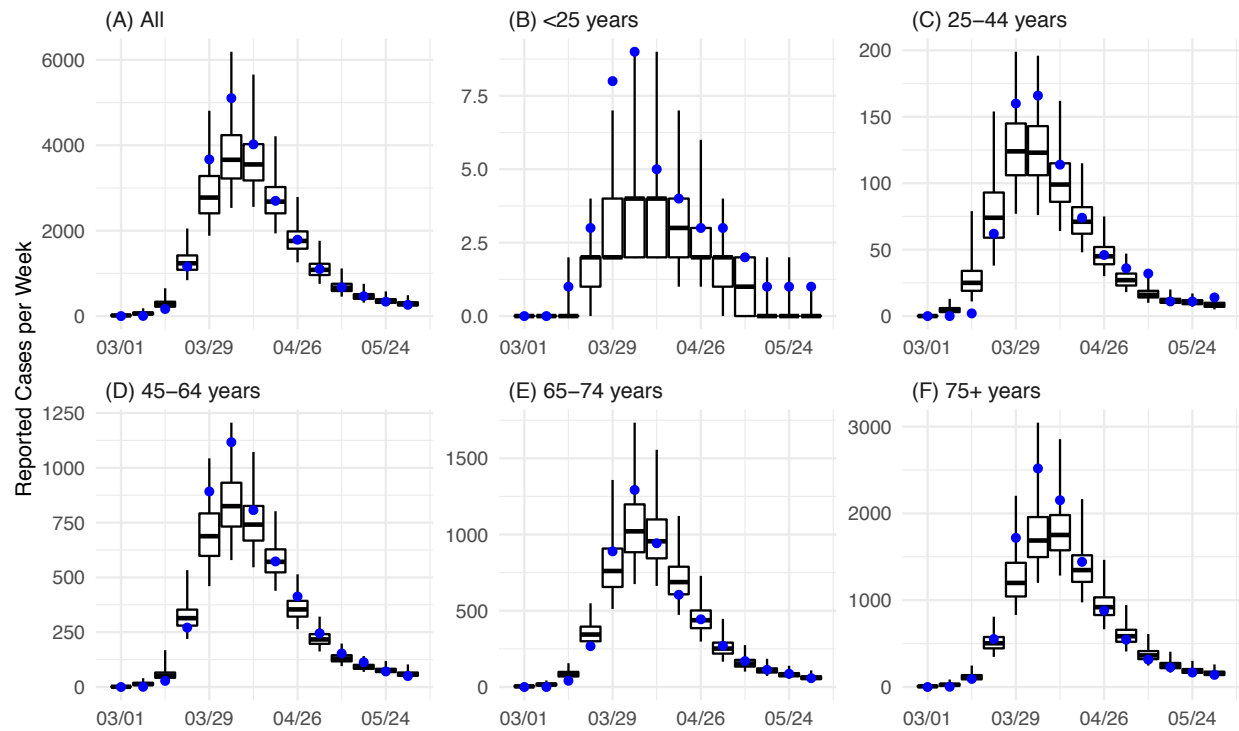 (A) All
(B) <25 years
(C) 25−44 years
6000
4000
2000
0
7.5
5.0
2.5
0.0
200
150
100
50
0
03/01 03/29 04/26 05/24
03/01 03/29 04/26 05/24
03/01 03/29 04/26 05/24
Reported Cases per Week
(D) 45−64 years
(E) 65−74 years
(F) 75+ years
1250
1000
750
500
250
0
1500
1000
500
0
3000
2000
1000
0
03/01 03/29 04/26 05/24
03/01 03/29 04/26 05/24
03/01 03/29 04/26 05/24